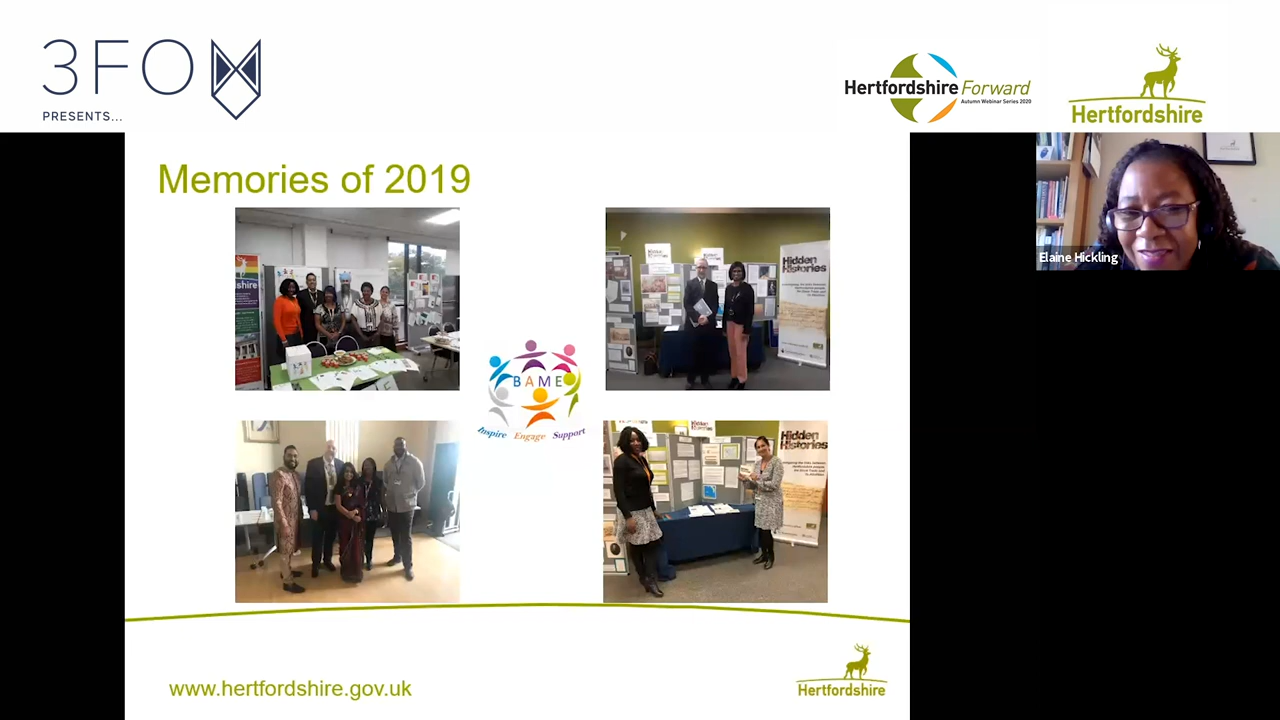 3FO
PRESENTS...
Hertfordshire Forward
Autumn Webinar Series 2020
Hertfordshire
Elaine Hickling
Memories of 2019
shire
Hidden
Histories
BAME
Inspire Engage Support
Hidden
Histories
www.hertfordshire.gov.uk
Hertfordshire